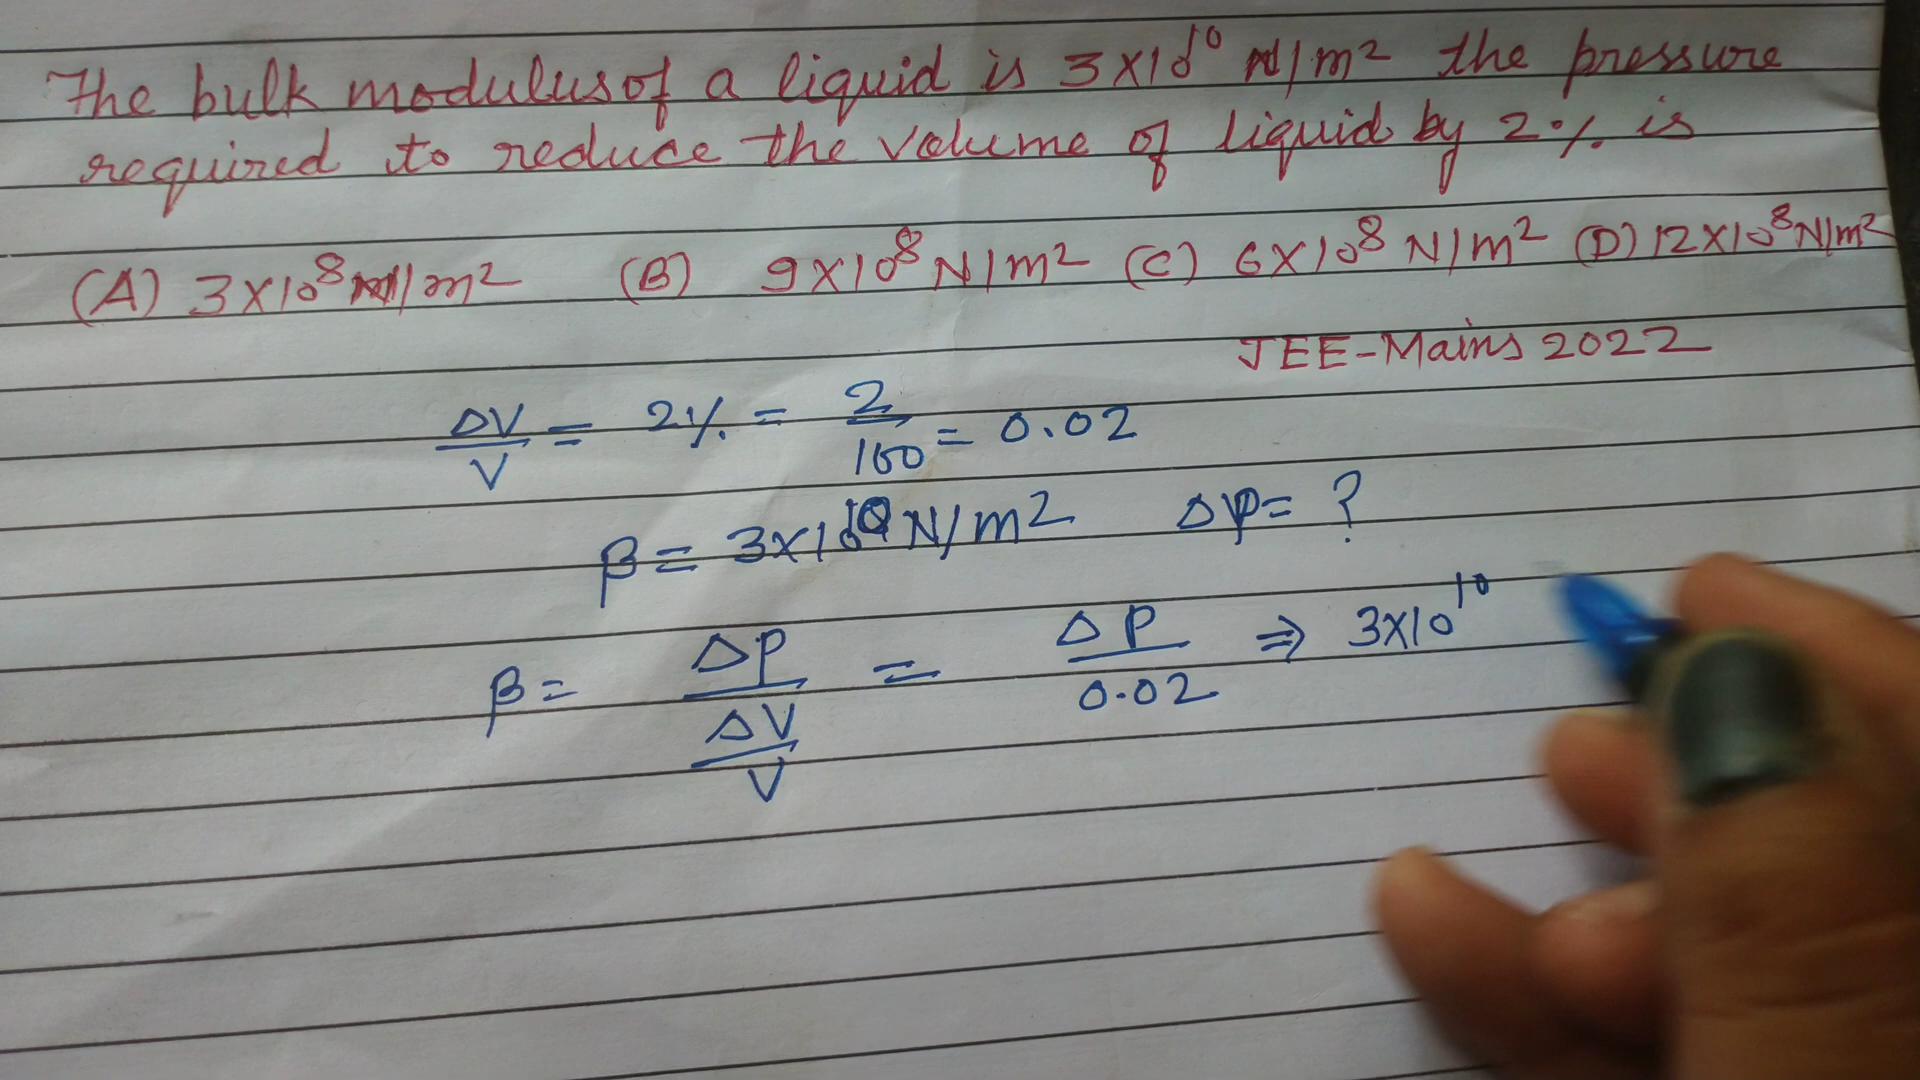 The bulk modulus of a liquid is 3×10¹⁰ N/m² the pressure
required to reduce the volume of liquid by 2% is
(A) 3×10⁸ N/m² (B) 9×10⁸ N/m² (C) 6×10⁸ N/m² (D) 12×10⁸ N/m²
JEE-Mains 2022
ΔV/V = 2% = 2/100 = 0.02
β = 3×10¹⁰ N/m² ΔP = ?
β = ΔP/(ΔV/V) = ΔP/0.02 ⇒ 3×10¹⁰